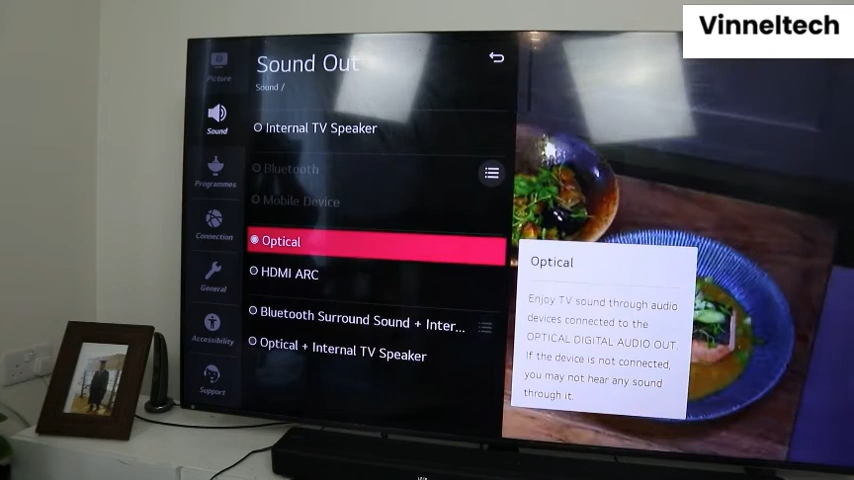 Vinneltech
Picture
Sound Out
Sound /
Sound
Internal TV Speaker
Programmes
Bluetooth
Mobile Device
Connection
Optical
HDMI ARC
General
Bluetooth Surround Sound + Inter...
Accessibility
Optical + Internal TV Speaker
Support
Optical
Enjoy TV sound through audio
devices connected to the
OPTICAL DIGITAL AUDIO OUT.
If the device is not connected,
you may not hear any sound
through it.